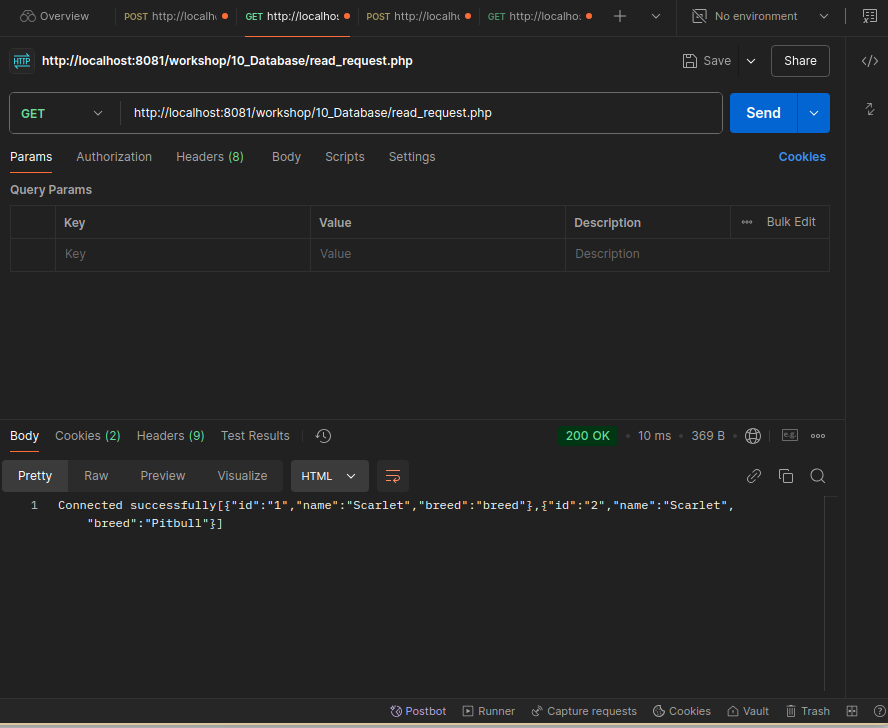 Overview POST http://localh GET http://localhos POST http://localhc GET http://localho: No environment
HTTP http://localhost:8081/workshop/10_Database/read_request.php Save Share
GET http://localhost:8081/workshop/10_Database/read_request.php Send
Params Authorization Headers (8) Body Scripts Settings Cookies
Query Params
Key Value Description Bulk Edit
Key Value Description
Body Cookies (2) Headers (9) Test Results 200 OK 10 ms 369 B e.g
Pretty Raw Preview Visualize HTML
1 Connected successfully[{"id":"1","name":"Scarlet","breed":"breed"},{"id":"2","name":"Scarlet",
"breed":"Pitbull"}]
Postbot Runner Capture requests Cookies Vault Trash